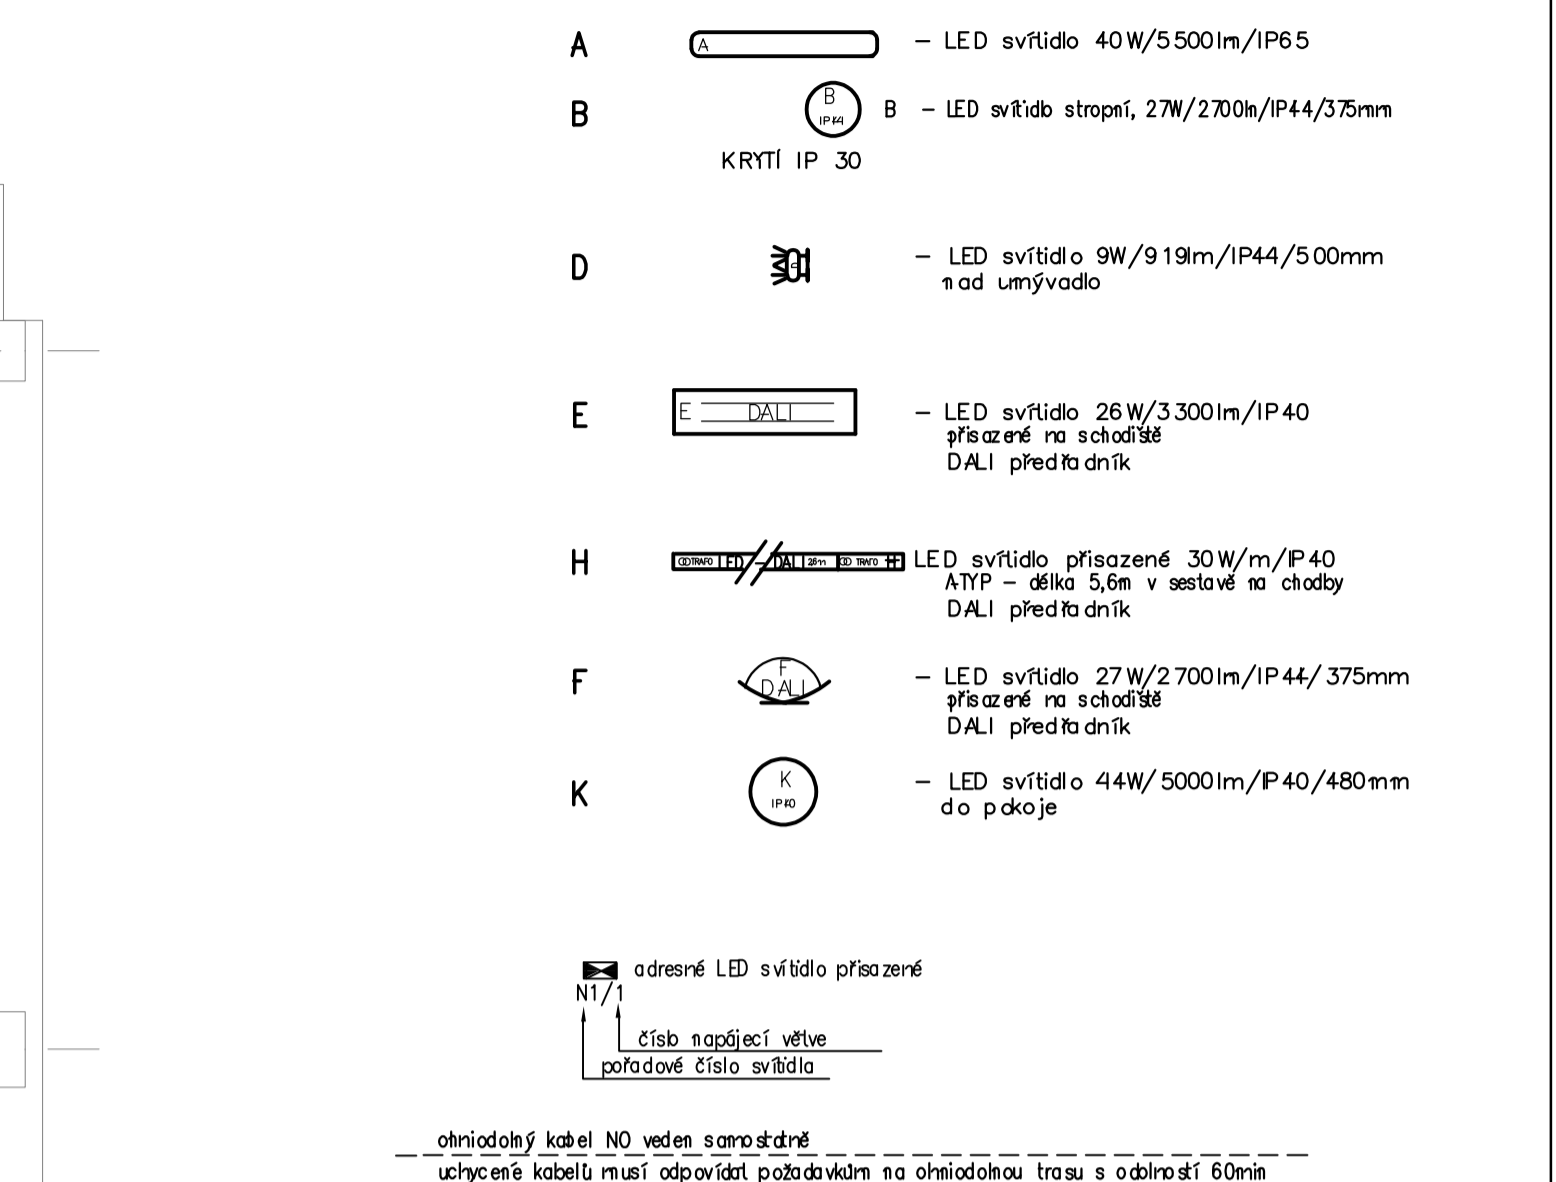 A A – LED svítidlo 40W/5500lm/IP65
B B IP44 B – LED svítidlo stropní, 27W/2700lm/IP44/375mm
KRYTÍ IP 30
D – LED svítidlo 9W/919lm/IP44/500mm
nad umývadlo
E E DALI – LED svítidlo 26W/3300lm/IP40
přisazené na schodiště
DALI předřadník
H TRAFO LED – DALI 26m TRAFO H LED svítidlo přisazené 30W/m/IP40
ATYP – délka 5,6m v sestavě na chodby
DALI předřadník
F F DALI – LED svítidlo 27W/2700lm/IP44/375mm
přisazené na schodiště
DALI předřadník
K K IP40 – LED svítidlo 44W/5000lm/IP40/480mm
do pokoje
adresné LED svítidlo přisazené
N1/1
číslo napájecí větve
pořadové číslo svítidla
ohniodolný kabel NO veden samostatně
uchycené kabelů musí odpovídat požadavkům na ohniodolnou trasu s odolností 60min